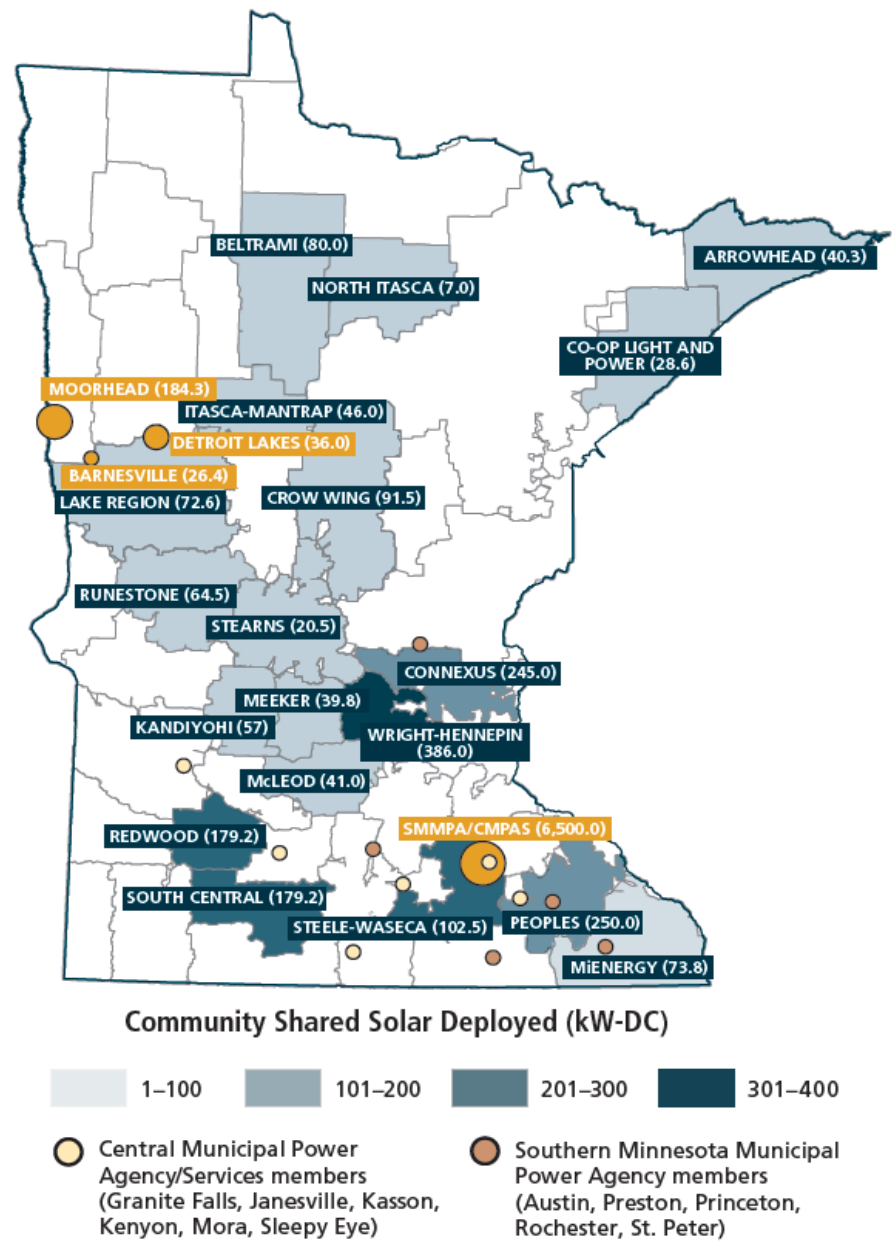 BELTRAMI (80.0)
ARROWHEAD (40.3)
NORTH ITASCA (7.0)
CO-OP LIGHT AND
POWER (28.6)
MOORHEAD (184.3)
ITASCA-MANTRAP (46.0)
DETROIT LAKES (36.0)
BARNESVILLE (26.4)
LAKE REGION (72.6)
CROW WING (91.5)
RUNESTONE (64.5)
STEARNS (20.5)
CONNEXUS (245.0)
MEEKER (39.8)
KANDIYOHI (57)
WRIGHT-HENNEPIN
(386.0)
McLEOD (41.0)
SMMPA/CMPAS (6,500.0)
REDWOOD (179.2)
SOUTH CENTRAL (179.2)
STEELE-WASECA (102.5)
PEOPLES (250.0)
MiENERGY (73.8)
Community Shared Solar Deployed (kW-DC)
1–100
101–200
201–300
301–400
Central Municipal Power
Agency/Services members
(Granite Falls, Janesville, Kasson,
Kenyon, Mora, Sleepy Eye)
Southern Minnesota Municipal
Power Agency members
(Austin, Preston, Princeton,
Rochester, St. Peter)